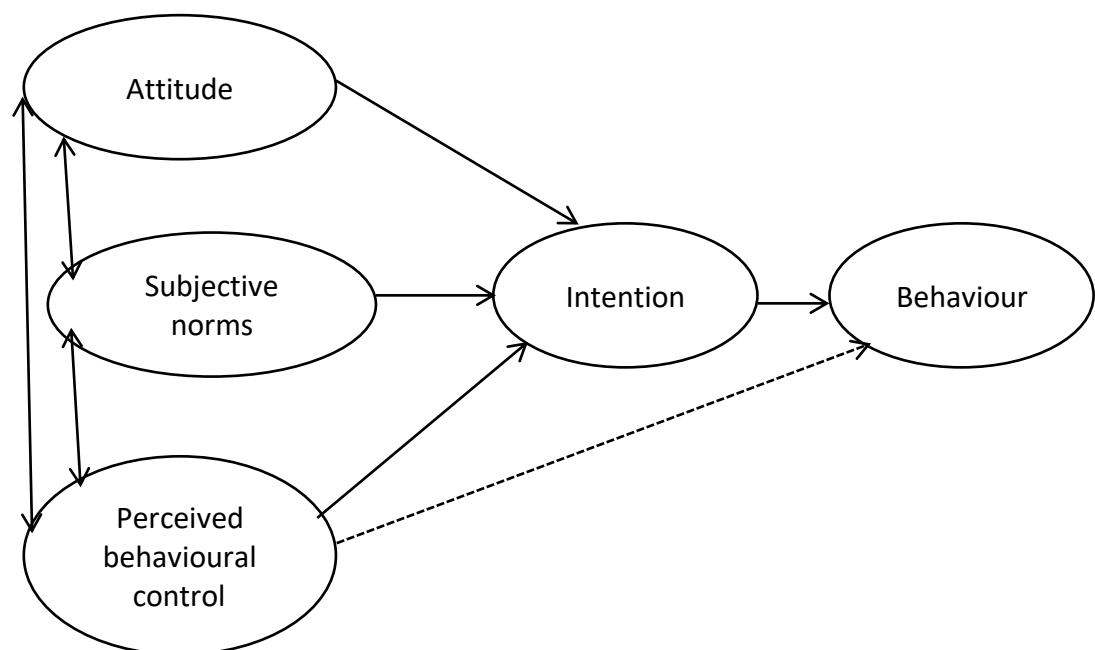 Attitude
Subjective
norms
Intention
Behaviour
Perceived
behavioural
control